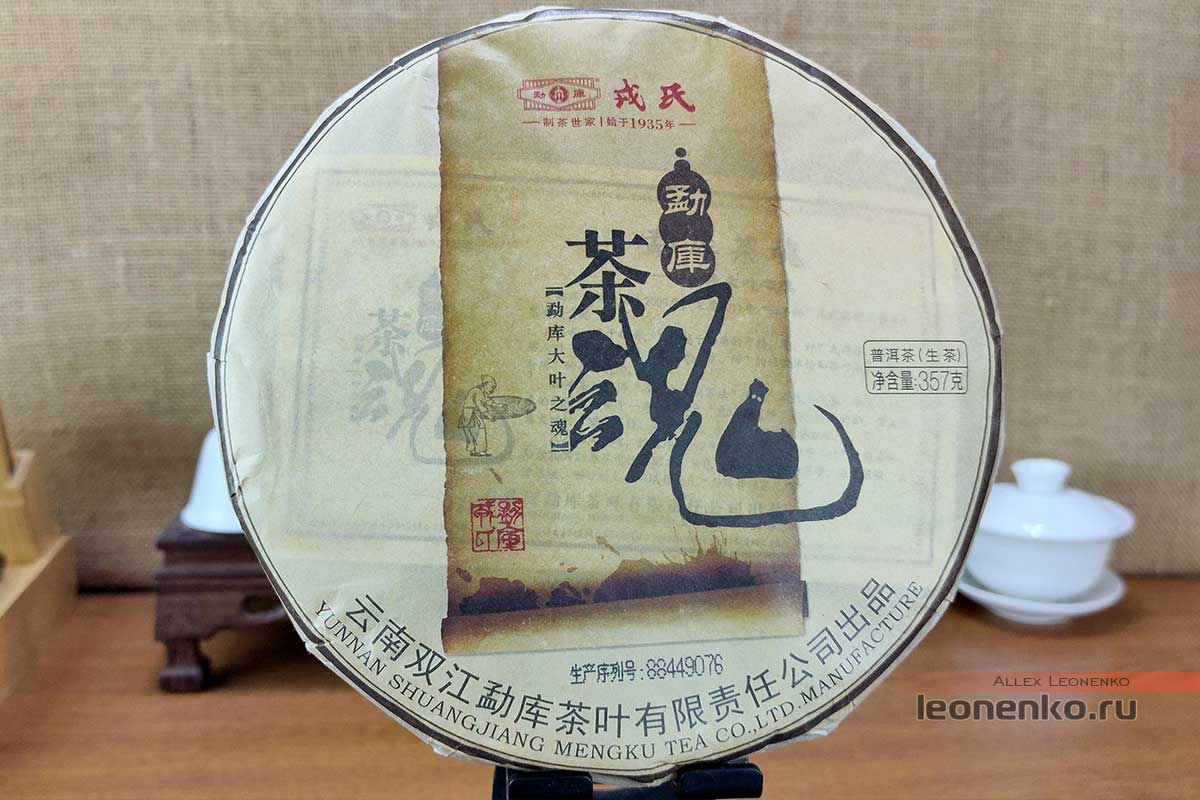 勐库
戎氏
制茶世家 | 始于1935年
勐庫
茶魂
【勐库大叶之魂】
普洱茶(生茶)
净含量:357克
生产序列号:88449076
云南双江勐库茶叶有限责任公司出品
YUNNAN SHUANGJIANG MENGKU TEA CO.,LTD.MANUFACTURE
ALLEX LEONENKO
leonenko.ru